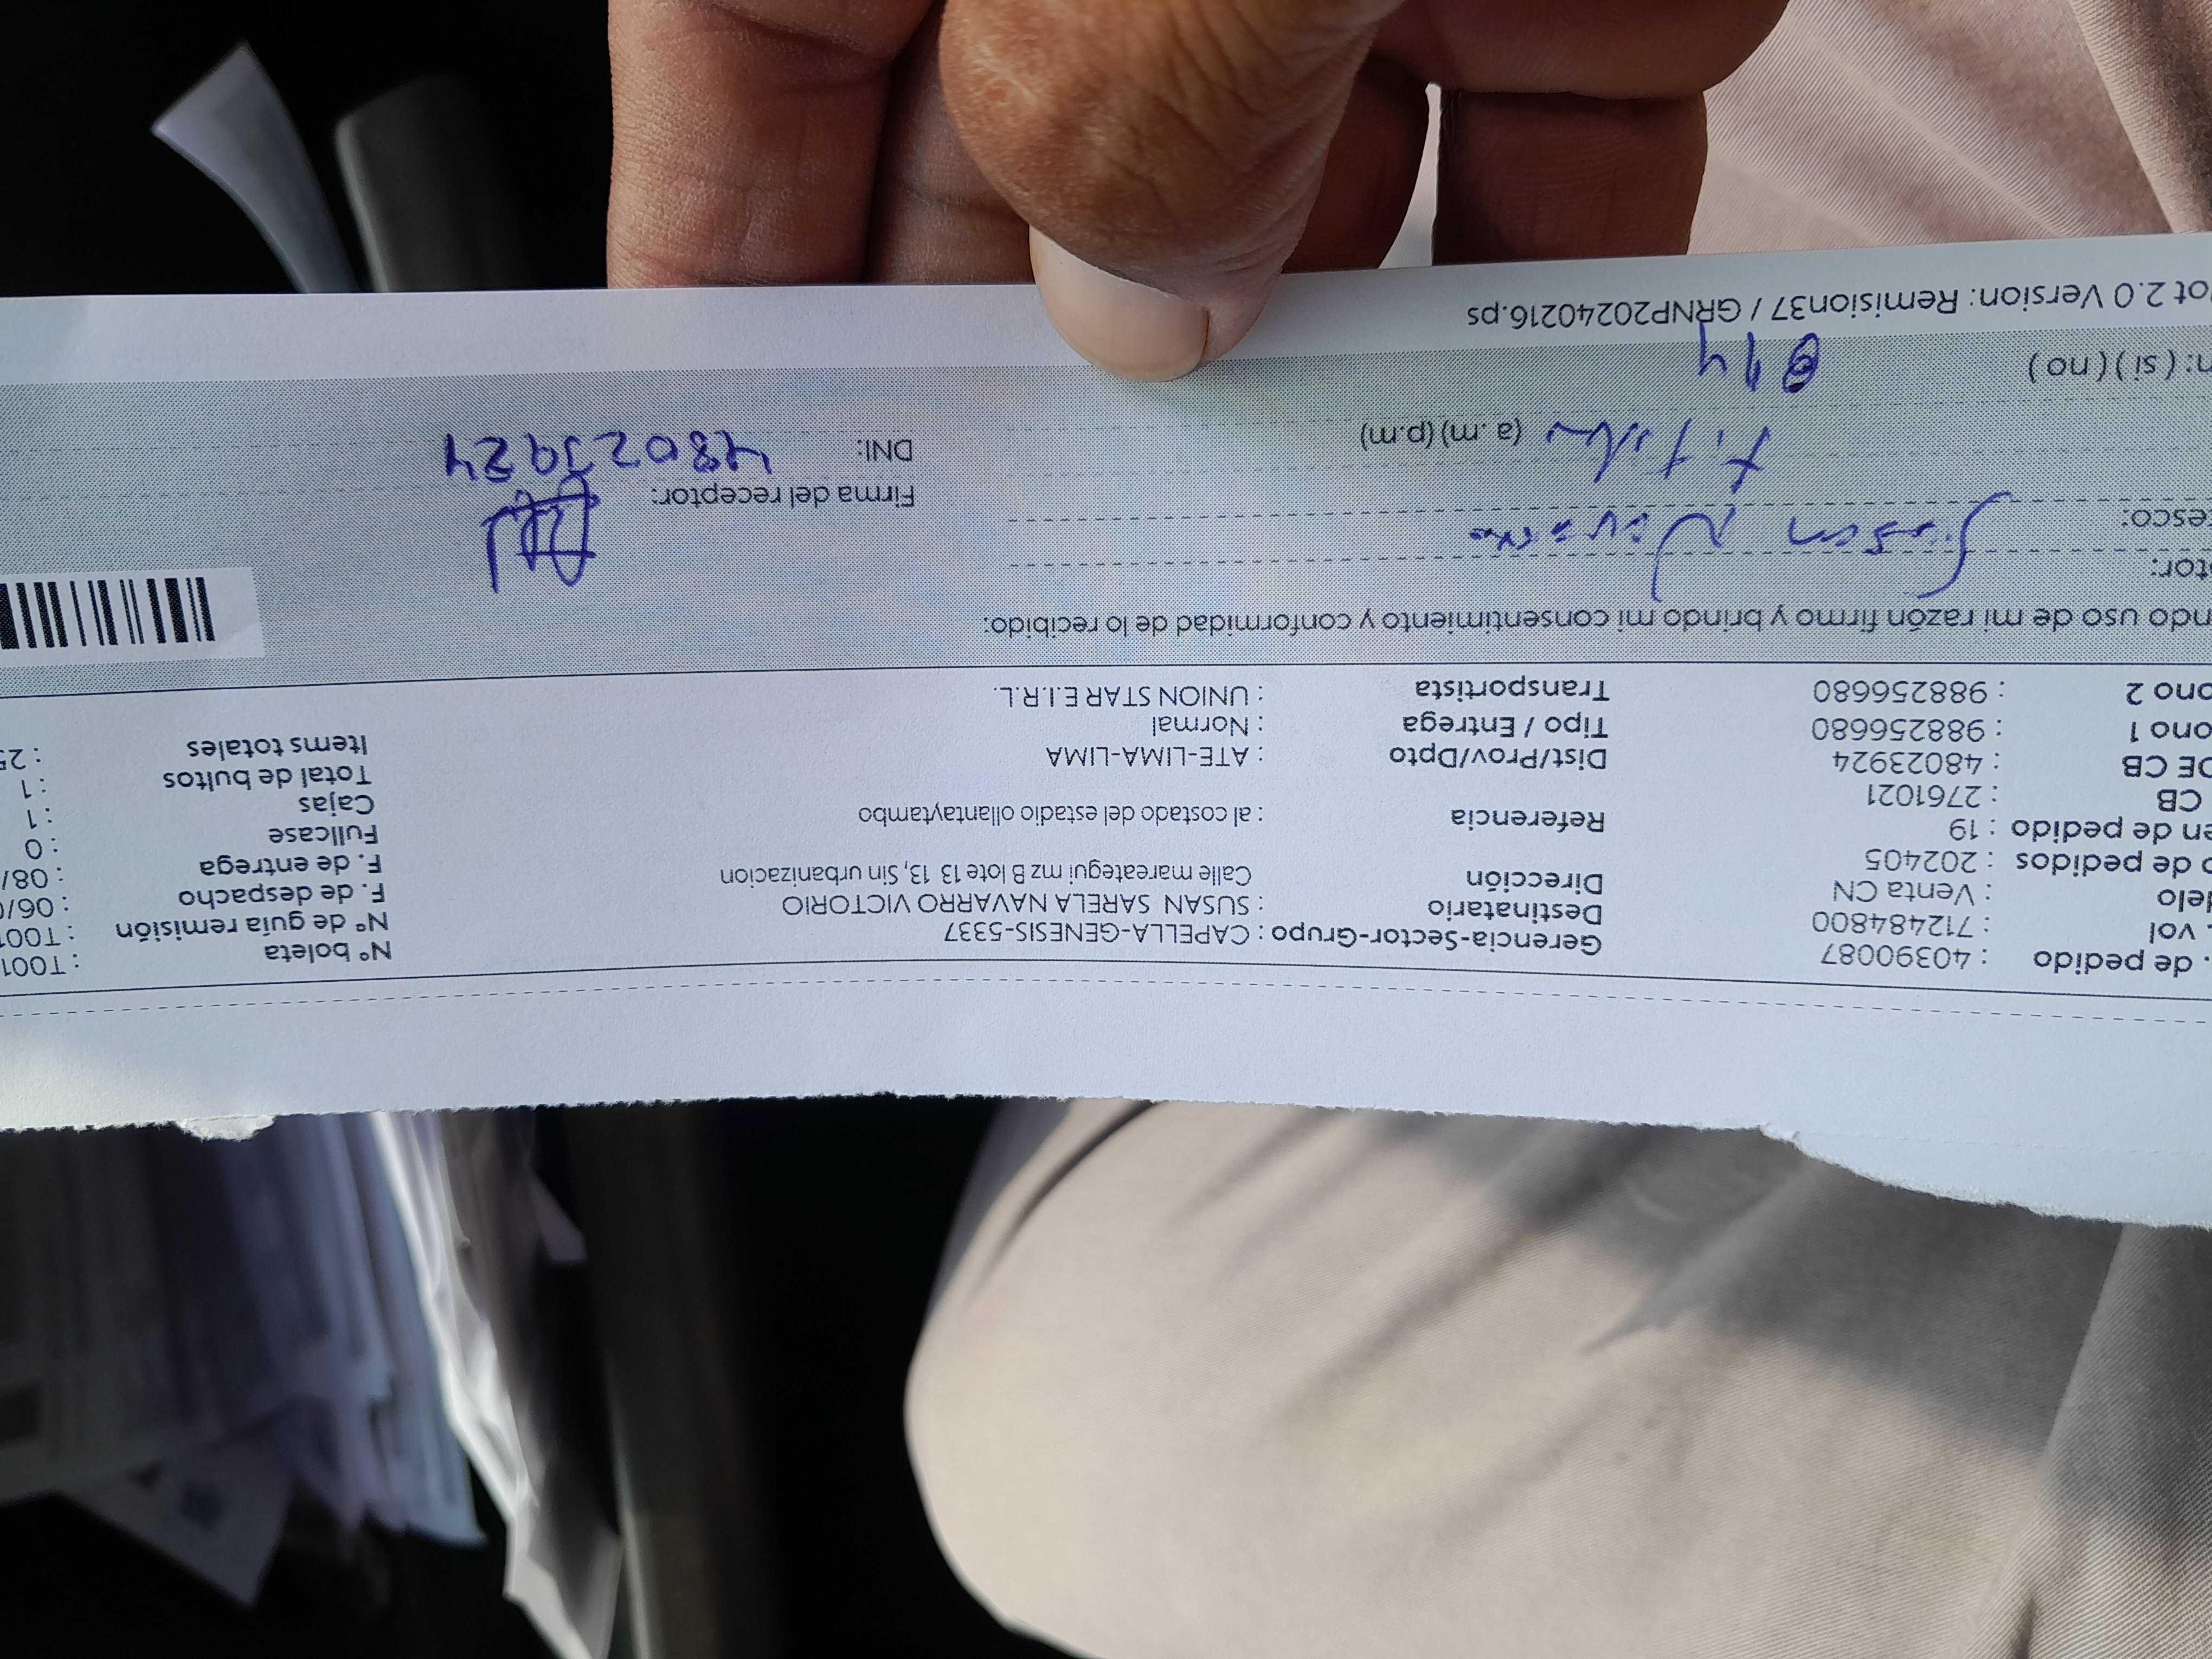 . de pedido : 40390087 Gerencia-Sector-Grupo : CAPELLA-GENESIS-5337 N° boleta : T001
. vol : 712484800 Destinatario : SUSAN SARELA NAVARRO VICTORIO N° de guía remisión : T001
delo : Venta CN Dirección Calle mareategui mz B lote 13 13, Sin urbanizacion F. de despacho : 06/0
o de pedidos : 202405 F. de entrega : 08/
en de pedido : 19 Referencia : al costado del estadio ollantaytambo Fullcase : 0
CB : 2761021 Cajas : 1
DE CB : 48023924 Dist/Prov/Dpto : ATE-LIMA-LIMA Total de bultos : 1
ono 1 : 988256680 Tipo / Entrega : Normal Items totales : 25
ono 2 : 988256680 Transportista : UNION STAR E.I.R.L.
ndo uso de mi razón firmo y brindo mi consentimiento y conformidad de lo recibido:
tor: Susan Navarro
esco: Firma del receptor:
Titular (a.m) (p.m) DNI: 48023924
n: ( si ) ( no ) 814
ot 2.0 Version: Remision37 / GRNP20240216.ps